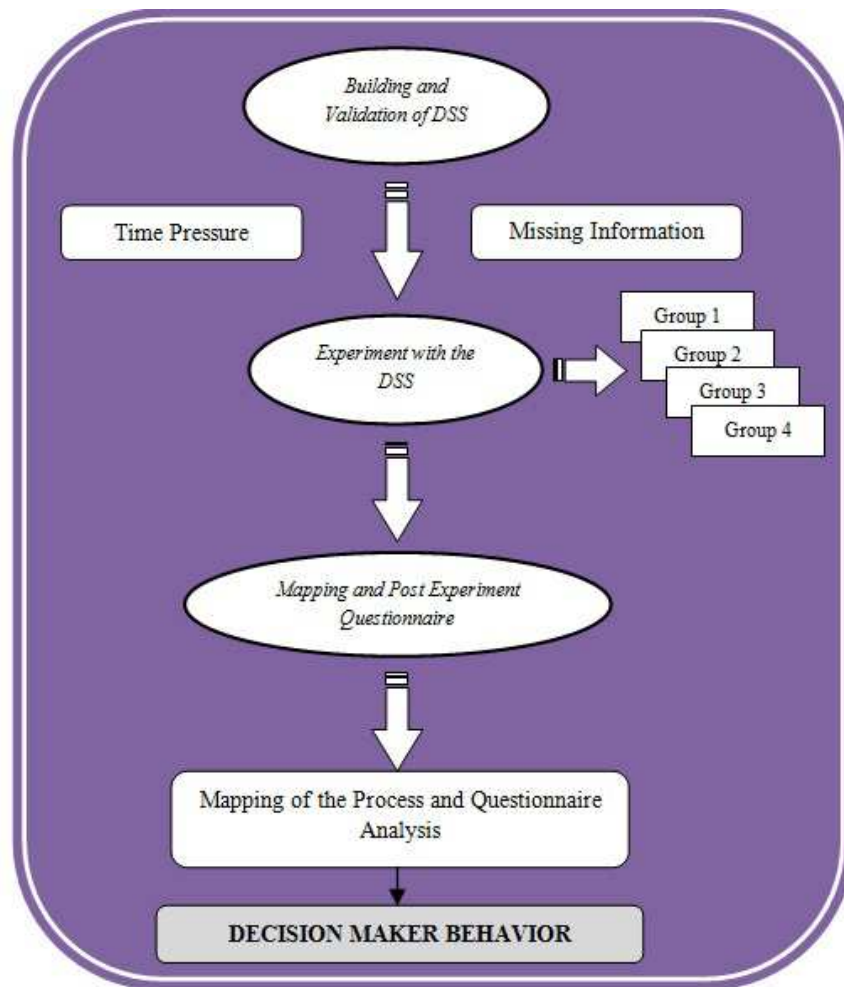 Building and
Validation of DSS
Time Pressure
Missing Information
Experiment with the
DSS
Group 1
Group 2
Group 3
Group 4
Mapping and Post Experiment
Questionnaire
Mapping of the Process and Questionnaire
Analysis
DECISION MAKER BEHAVIOR